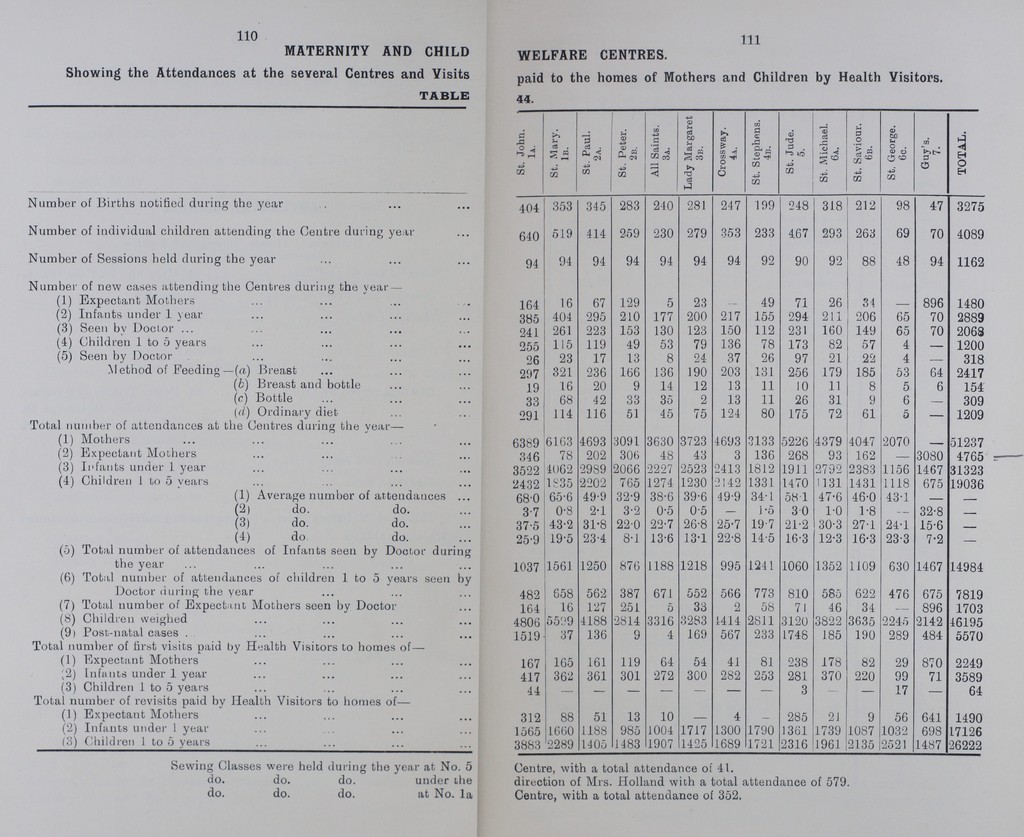 110
MATERNITY AND CHILD
Showing the Attendances at the several Centres and Visits
TABLE
111
WELFARE CENTRES.
paid to the homes of Mothers and Children by Health Visitors.
44.
St. John. 1A. St. Mary. 1B. St. Paul. 2A. St. Peter. 2B. All Saints. 3A. Lady Margaret 3B. Crossway. 4A. St. Stephens. 4B. St. Jude. 5. St. Michael. 6A. St. Saviour. 6B. St. George. 6C. Guy's. 7. TOTAL.
Number of Births notified during the year ... ... 404 353 345 283 240 281 247 199 248 318 212 98 47 3275
Number of individual children attending the Centre during year ... 640 519 414 259 230 279 353 233 467 293 263 69 70 4089
Number of Sessions held during the year ... ... ... 94 94 94 94 94 94 94 92 90 92 88 48 94 1162
Number of new cases attending the Centres during the year—
(1) Expectant Mothers ... ... ... ... 164 16 67 129 5 23 — 49 71 26 34 — 896 1480
(2) Infants under 1 year ... ... ... ... 385 404 295 210 177 200 217 155 294 211 206 65 70 2889
(3) Seen by Doctor ... ... ... ... ... 241 261 223 153 130 123 150 112 231 160 149 65 70 2068
(4) Children 1 to 5 years ... ... ... ... 255 115 119 49 53 79 136 78 173 82 57 4 — 1200
(5) Seen by Doctor ... ... ... ... 26 23 17 13 8 24 37 26 97 21 22 4 — 318
Method of Feeding—(a) Breast ... ... ... 297 321 236 166 136 190 203 131 256 179 185 53 64 2417
(b) Breast and bottle ... ... 19 16 20 9 14 12 13 11 10 11 8 5 6 154
(c) Bottle ... ... ... 33 68 42 33 35 2 13 11 26 31 9 6 — 309
(d) Ordinary diet ... ... 291 114 116 51 45 75 124 80 175 72 61 5 — 1209
Total number of attendances at the Centres during the year—
(1) Mothers ... ... ... ... ... 6389 6163 4693 3091 3630 3723 4693 3133 5226 4379 4047 2070 — 51237
(2) Expectant Mothers ... ... ... ... 346 78 202 306 48 43 3 136 268 93 162 — 3080 4765
(3) Infants under 1 year ... ... ... ... 3522 4062 2989 2066 2227 2523 2413 1812 1911 2792 2383 1156 1467 31323
(4) Children 1 to 5 years ... ... ... ... 2432 1835 2202 765 1274 1230 2142 1331 1470 1131 1431 1118 675 19036
(1) Average number of attendances ... 68·0 65·6 49·9 32·9 38·6 39·6 49·9 34·1 58·1 47·6 46·0 43·1 — —
(2) do. do. ... 3·7 0·8 2·1 3·2 0·5 0·5 — 1·5 3·0 1·0 1·8 — 32·8 —
(3) do. do. ... 37·5 43·2 31·8 22·0 22·7 26·8 25·7 19·7 21·2 30·3 27·1 24·1 15·6 —
(4) do do. ... 25·9 19·5 23·4 8·1 13·6 13·1 22·8 14·5 16·3 12·3 16·3 23·3 7·2 —
(5) Total number of attendances of Infants seen by Doctor during
the year ... ... ... ... ... 1037 1561 1250 876 1188 1218 995 1241 1060 1352 1109 630 1467 14984
(6) Total number of attendances of children 1 to 5 years seen by
Doctor during the year ... ... ... ... 482 658 562 387 671 552 566 773 810 585 622 476 675 7819
(7) Total number of Expectant Mothers seen by Doctor ... 164 16 127 251 5 33 2 58 71 46 34 — 896 1703
(8) Children weighed ... ... ... ... 4806 5599 4188 2814 3316 3283 4414 2811 3120 3822 3635 2245 2142 46195
(9) Post-natal cases ... ... ... ... 1519 37 136 9 4 169 567 233 1748 185 190 289 484 5570
Total number of first visits paid by Health Visitors to homes of—
(1) Expectant Mothers ... ... ... ... 167 165 161 119 64 54 41 81 238 178 82 29 870 2249
(2) Infants under 1 year ... ... ... ... 417 362 361 301 272 300 282 253 281 370 220 99 71 3589
(3) Children 1 to 5 years ... ... ... ... 44 — — — — — — — 3 — — 17 — 64
Total number of revisits paid by Health Visitors to homes of—
(1) Expectant Mothers ... ... ... ... 312 88 51 13 10 — 4 — 285 21 9 56 641 1490
(2) Infants under 1 year ... ... ... ... 1565 1660 1188 985 1004 1717 1300 1790 1361 1739 1087 1032 698 17126
(3) Children 1 to 5 years ... ... ... ... 3883 2289 1405 1483 1907 1425 1689 1721 2316 1961 2135 2521 1487 26222
Sewing Classes were held during the year at No. 5 Centre, with a total attendance of 41.
do. do. do. under the direction of Mrs. Holland with a total attendance of 579.
do. do. do. at No. 1a Centre, with a total attendance of 352.